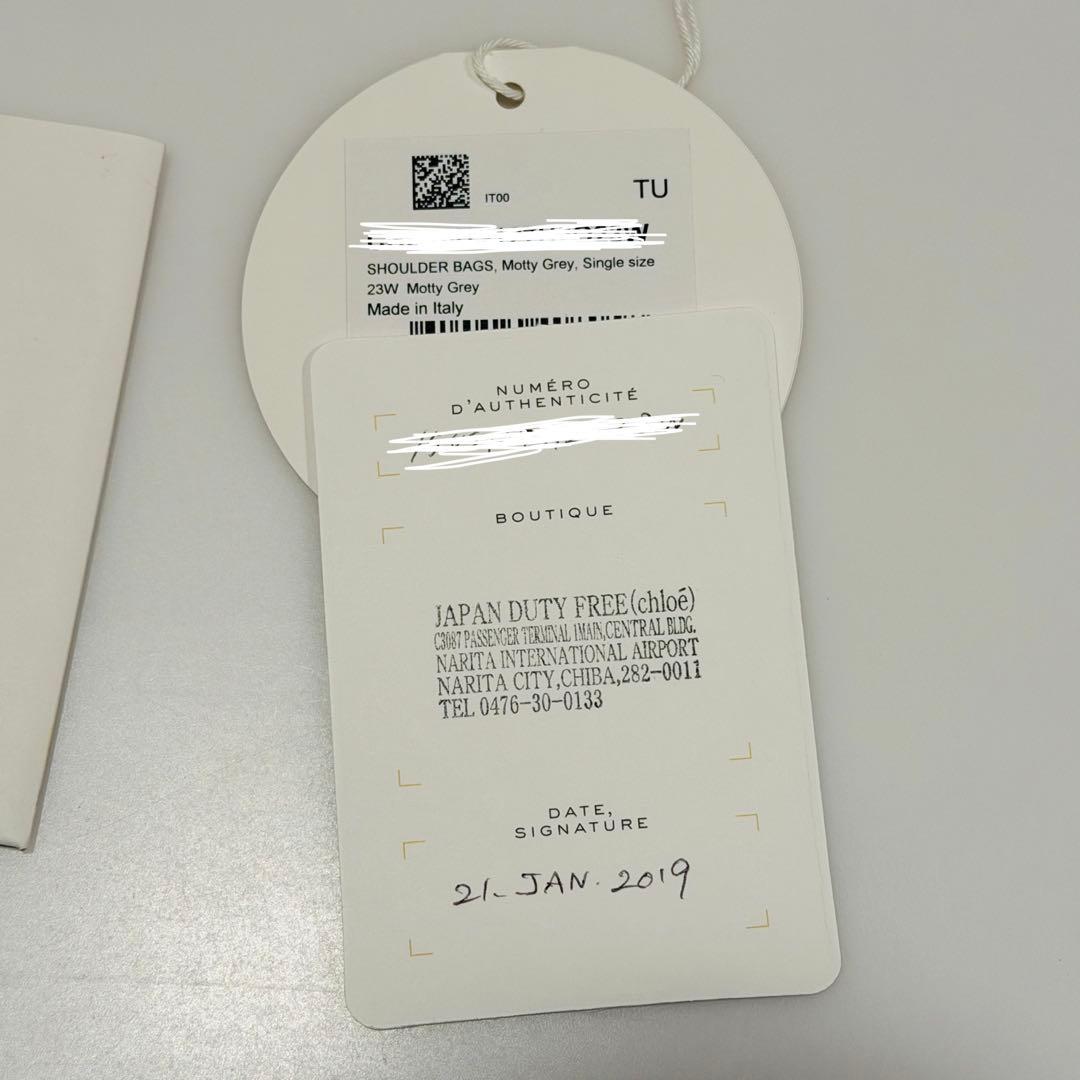 IT00
TU
SHOULDER BAGS, Motty Grey, Single size
23W Motty Grey
Made in Italy
NUMÉRO
D'AUTHENTICITÉ
BOUTIQUE
JAPAN DUTY FREE(chloé)
C3087 PASSENGER TERMINAL 1MAIN,CENTRAL BLDG.
NARITA INTERNATIONAL AIRPORT
NARITA CITY,CHIBA,282-0011
TEL 0476-30-0133
DATE,
SIGNATURE
21-JAN.2019